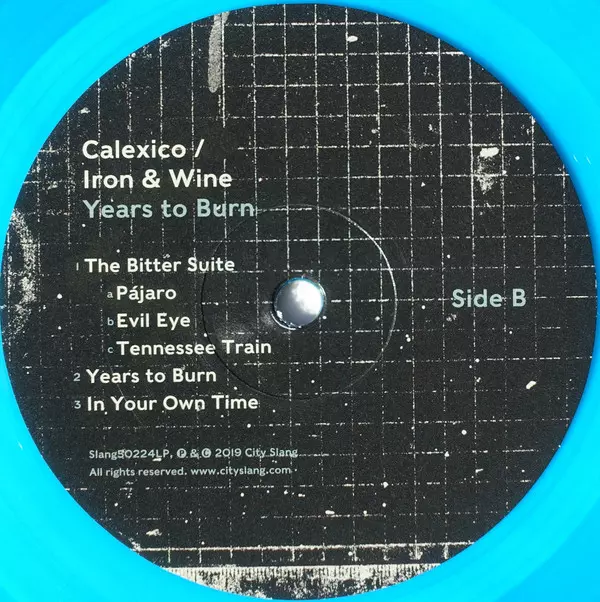 Calexico /
Iron & Wine
Years to Burn
1 The Bitter Suite
a Pájaro
b Evil Eye
c Tennessee Train
Side B
2 Years to Burn
3 In Your Own Time
Slang50224LP, ℗ & © 2019 City Slang
All rights reserved. www.cityslang.com